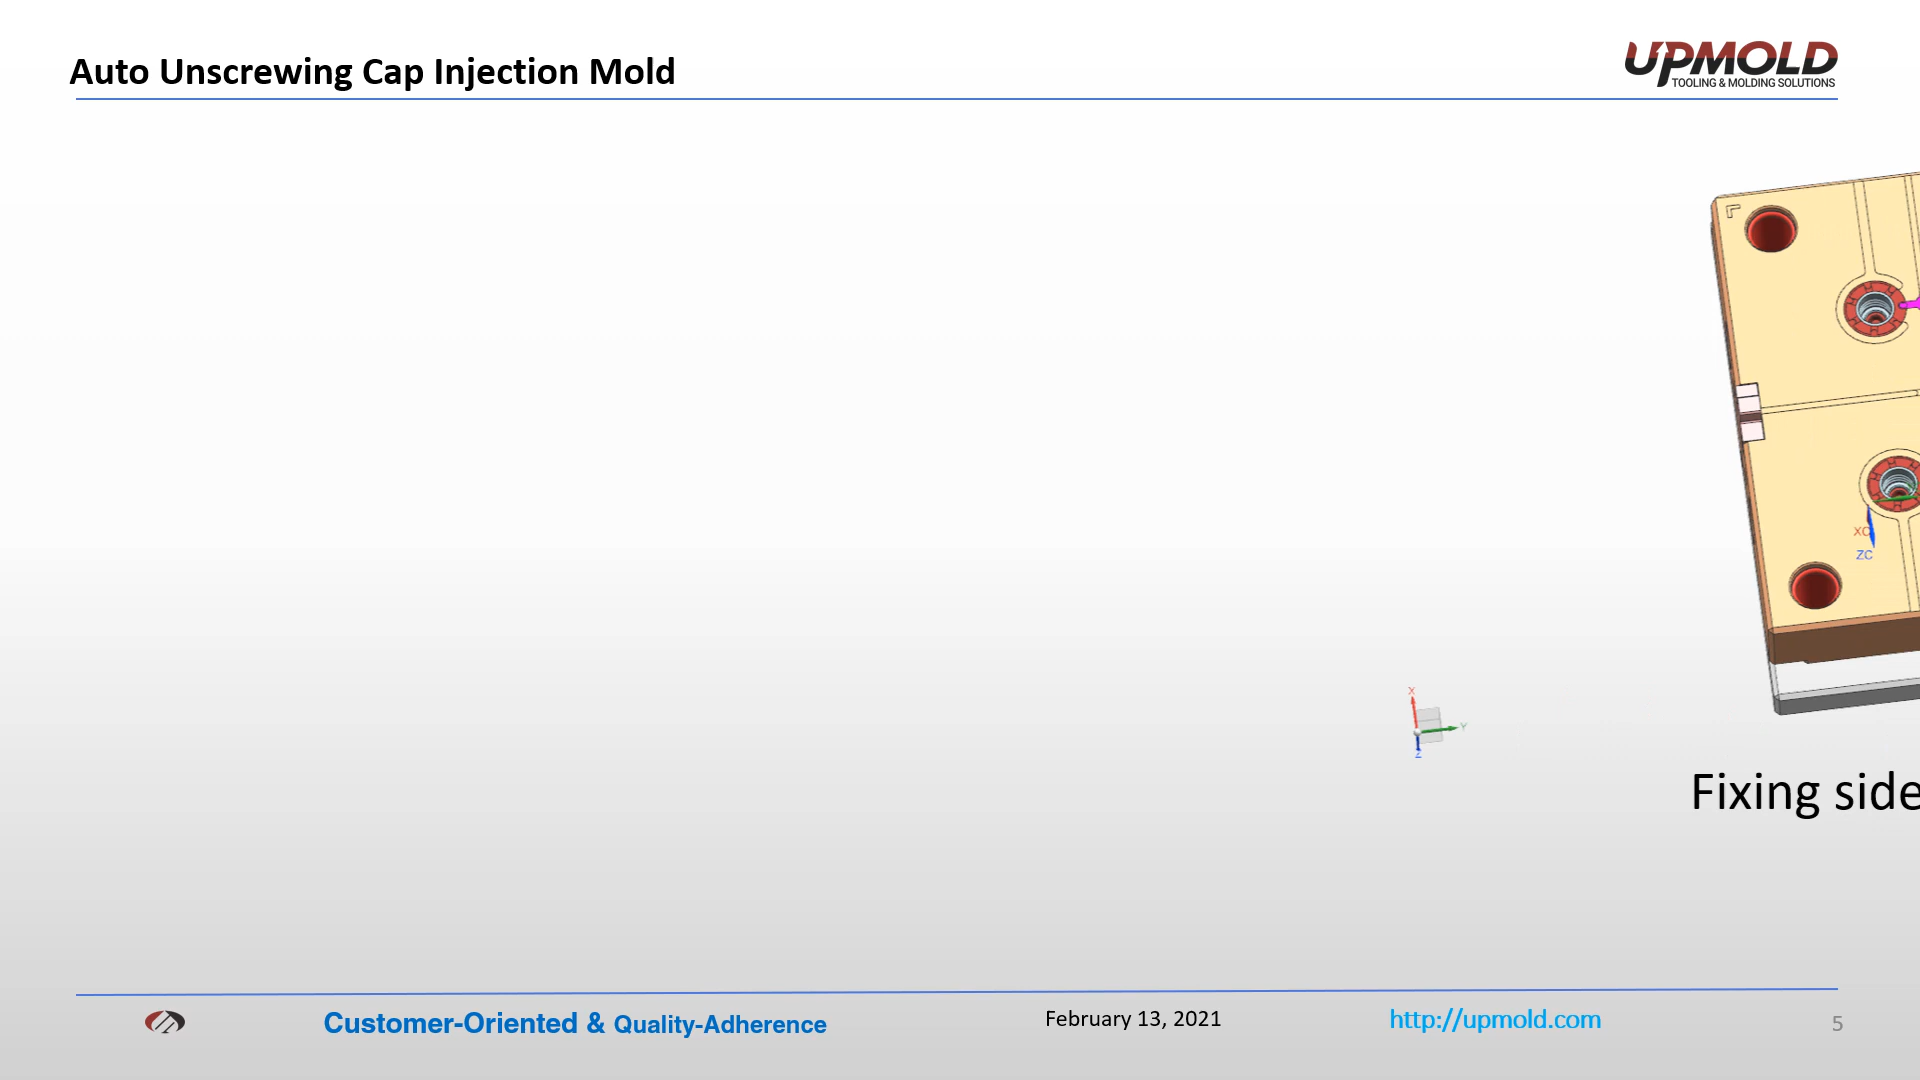 Auto Unscrewing Cap Injection Mold
UPMOLD
TOOLING & MOLDING SOLUTIONS
XC
ZC
X
Y
Z
Fixing side
Customer-Oriented & Quality-Adherence
February 13, 2021
http://upmold.com
5